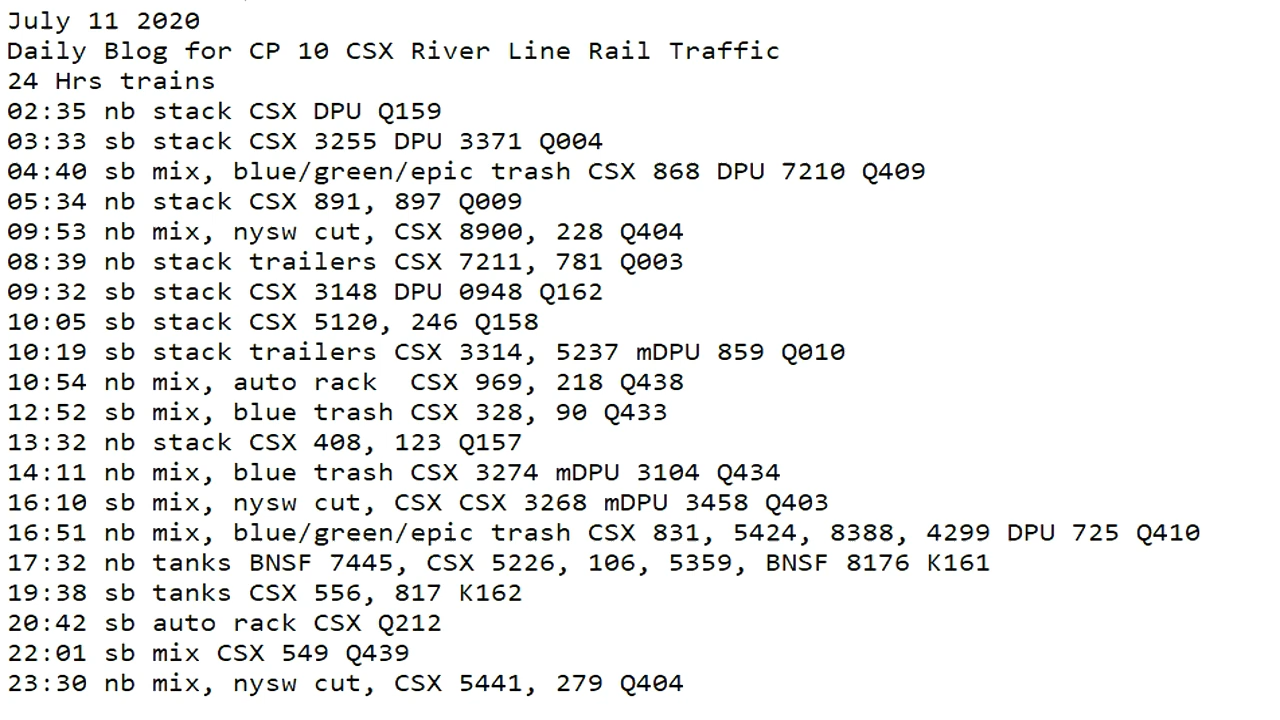 July 11 2020
Daily Blog for CP 10 CSX River Line Rail Traffic
24 Hrs trains
02:35 nb stack CSX DPU Q159
03:33 sb stack CSX 3255 DPU 3371 Q004
04:40 sb mix, blue/green/epic trash CSX 868 DPU 7210 Q409
05:34 nb stack CSX 891, 897 Q009
09:53 nb mix, nysw cut, CSX 8900, 228 Q404
08:39 nb stack trailers CSX 7211, 781 Q003
09:32 sb stack CSX 3148 DPU 0948 Q162
10:05 sb stack CSX 5120, 246 Q158
10:19 sb stack trailers CSX 3314, 5237 mDPU 859 Q010
10:54 nb mix, auto rack  CSX 969, 218 Q438
12:52 sb mix, blue trash CSX 328, 90 Q433
13:32 nb stack CSX 408, 123 Q157
14:11 nb mix, blue trash CSX 3274 mDPU 3104 Q434
16:10 sb mix, nysw cut, CSX CSX 3268 mDPU 3458 Q403
16:51 nb mix, blue/green/epic trash CSX 831, 5424, 8388, 4299 DPU 725 Q410
17:32 nb tanks BNSF 7445, CSX 5226, 106, 5359, BNSF 8176 K161
19:38 sb tanks CSX 556, 817 K162
20:42 sb auto rack CSX Q212
22:01 sb mix CSX 549 Q439
23:30 nb mix, nysw cut, CSX 5441, 279 Q404